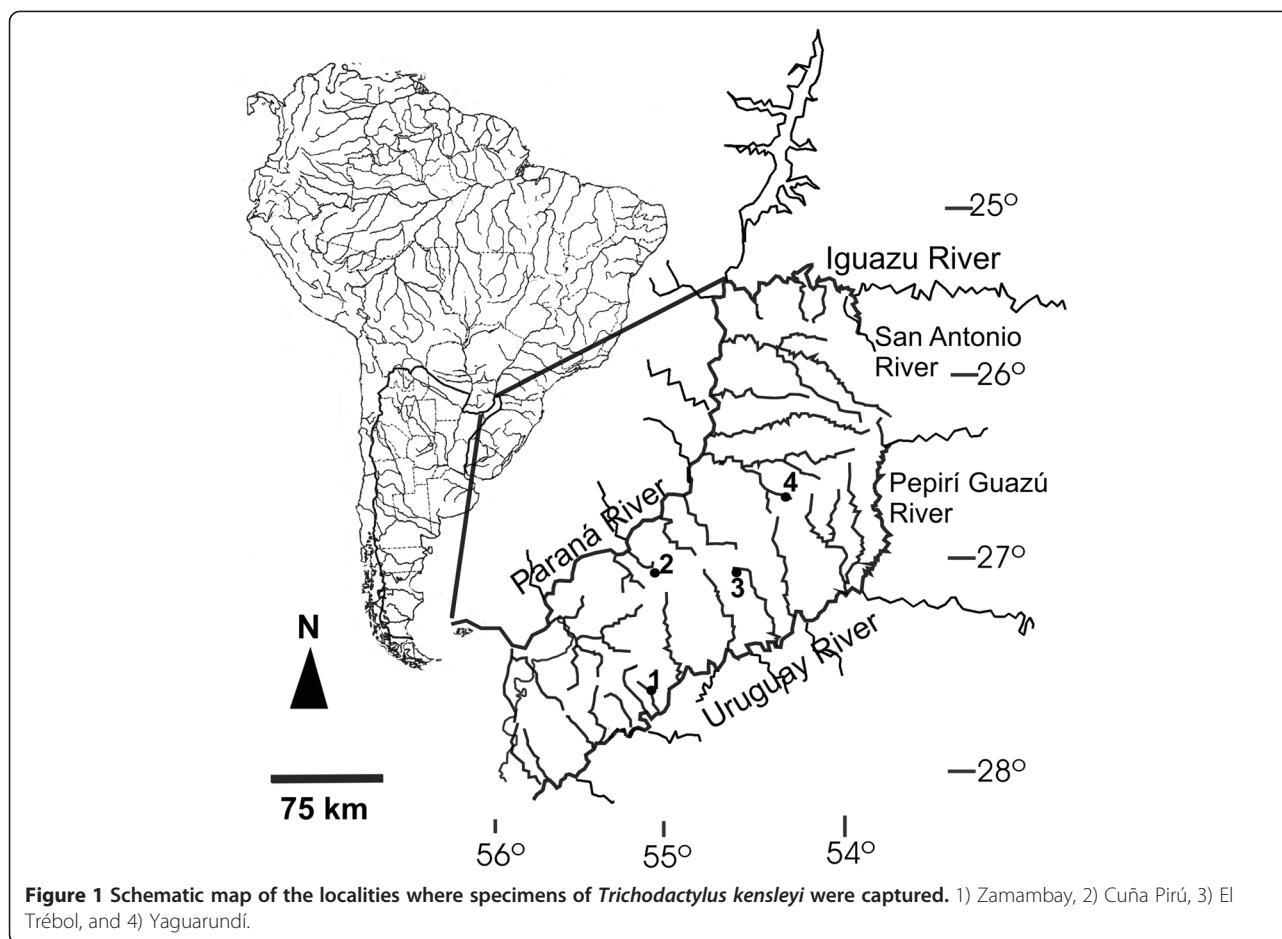 25°
Iguazu River
San Antonio
River
26°
4
Pepirí Guazú
River
Paraná River
27°
2
3
N
1
Uruguay River
28°
75 km
56°
55°
54°
Figure 1 Schematic map of the localities where specimens of Trichodactylus kensleyi were captured. 1) Zamambay, 2) Cuña Pirú, 3) El
Trébol, and 4) Yaguarundí.